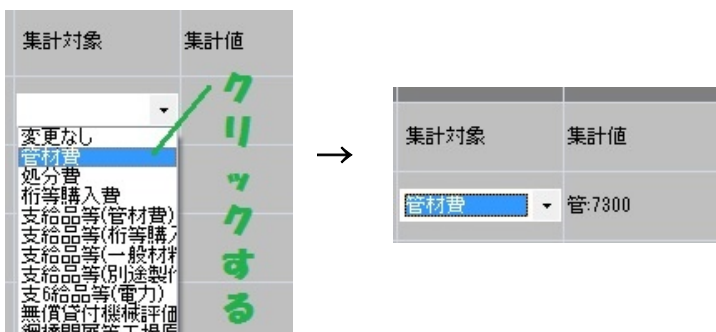 集計対象 集計値
変更なし
管材費
処分費
桁等購入費
支給品等(管材費)
支給品等(桁等購
支給品等(一般材料
支給品等(別途製作
支6給品等(電力)
無償貸付機械評価
クリックする
→
集計対象 集計値
管材費 管:7300